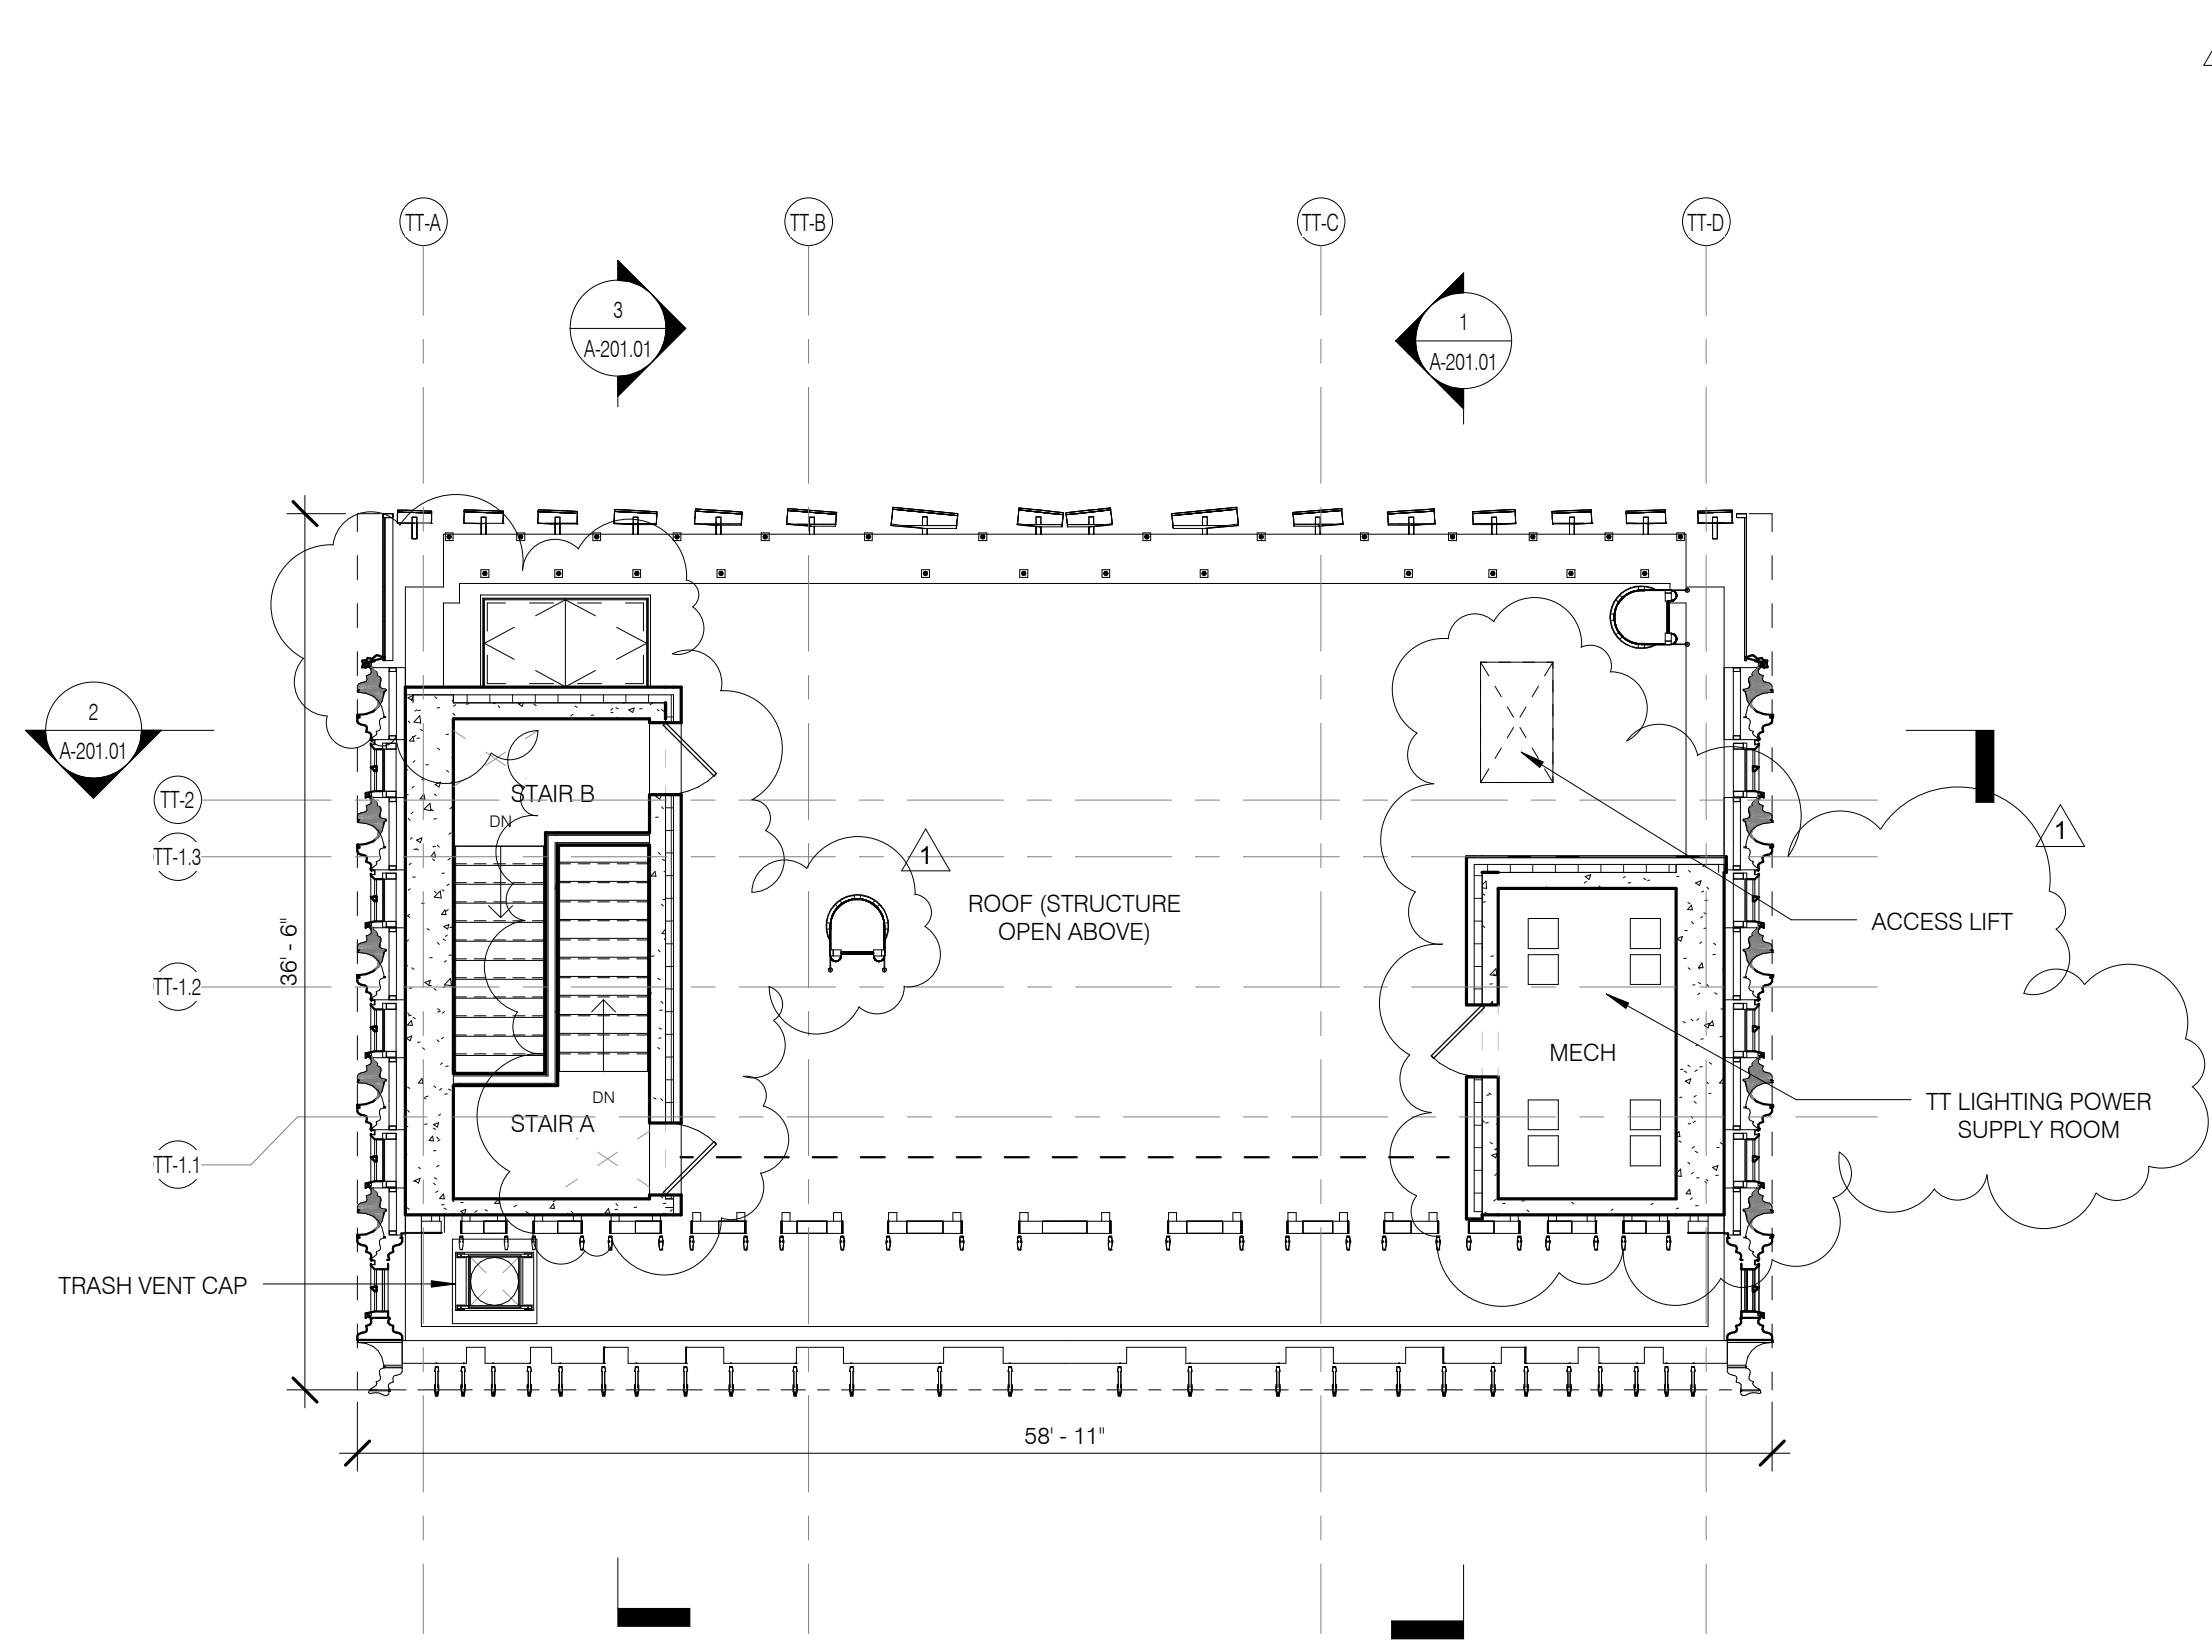 TT-A
TT-B
TT-C
TT-D
3
A-201.01
1
A-201.01
2
A-201.01
TT-2
STAIR B
DN
1
1
TT-1.3
ROOF (STRUCTURE
OPEN ABOVE)
ACCESS LIFT
36' - 6"
TT-1.2
MECH
DN
TT LIGHTING POWER
SUPPLY ROOM
STAIR A
TT-1.1
TRASH VENT CAP
58' - 11"